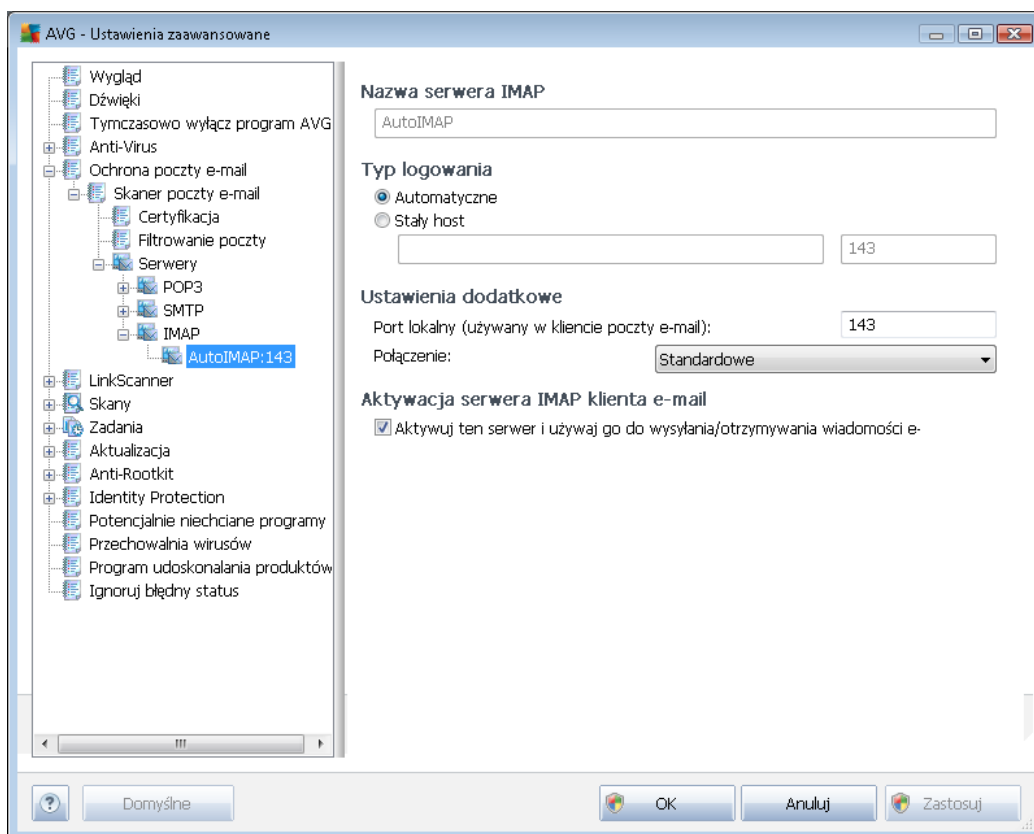 AVG - Ustawienia zaawansowane
Wygląd
Dźwięki
Tymczasowo wyłącz program AVG
Anti-Virus
Ochrona poczty e-mail
Skaner poczty e-mail
Certyfikacja
Filtrowanie poczty
Serwery
POP3
SMTP
IMAP
AutoIMAP:143
LinkScanner
Skany
Zadania
Aktualizacja
Anti-Rootkit
Identity Protection
Potencjalnie niechciane programy
Przechowalnia wirusów
Program udoskonalania produktów
Ignoruj błędny status
Nazwa serwera IMAP
AutoIMAP
Typ logowania
Automatyczne
Stały host
143
Ustawienia dodatkowe
Port lokalny (używany w kliencie poczty e-mail): 143
Połączenie: Standardowe
Aktywacja serwera IMAP klienta e-mail
Aktywuj ten serwer i używaj go do wysyłania/otrzymywania wiadomości e-
? Domyślne OK Anuluj Zastosuj